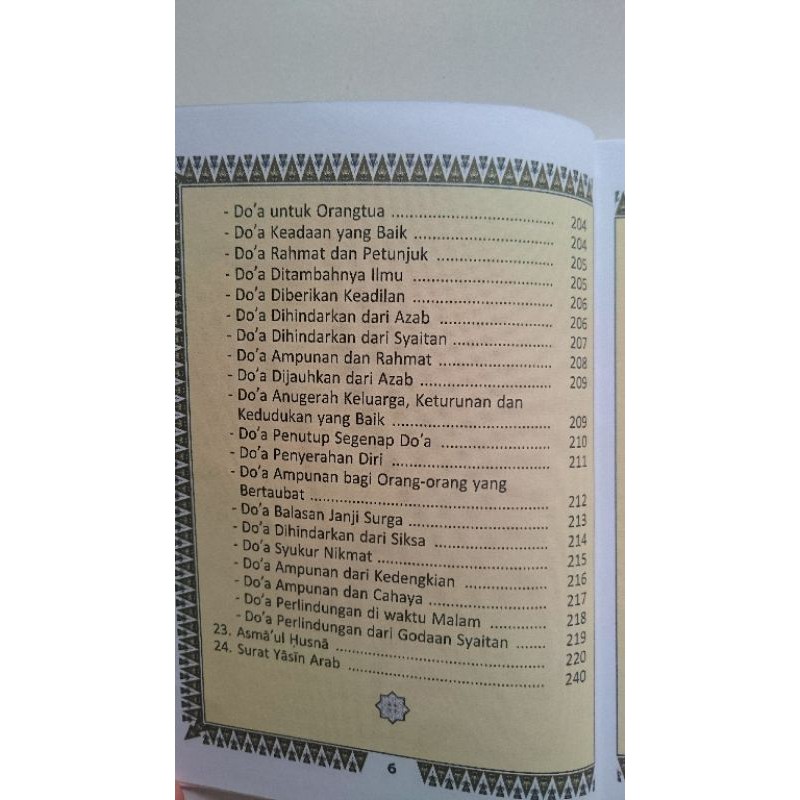 - Do'a untuk Orangtua ................................ 204
- Do'a Keadaan yang Baik ........................... 204
- Do'a Rahmat dan Petunjuk ....................... 205
- Do'a Ditambahnya Ilmu ............................ 205
- Do'a Diberikan Keadilan ............................ 206
- Do'a Dihindarkan dari Azab ....................... 206
- Do'a Dihindarkan dari Syaitan .................... 207
- Do'a Ampunan dan Rahmat ....................... 208
- Do'a Dijauhkan dari Azab .......................... 209
- Do'a Anugerah Keluarga, Keturunan dan
Kedudukan yang Baik ................................ 209
- Do'a Penutup Segenap Do'a ...................... 210
- Do'a Penyerahan Diri ................................ 211
- Do'a Ampunan bagi Orang-orang yang
Bertaubat ................................................ 212
- Do'a Balasan Janji Surga ........................... 213
- Do'a Dihindarkan dari Siksa ....................... 214
- Do'a Syukur Nikmat .................................. 215
- Do'a Ampunan dari Kedengkian .................. 216
- Do'a Ampunan dan Cahaya ........................ 217
- Do'a Perlindungan di waktu Malam ............. 218
- Do'a Perlindungan dari Godaan Syaitan ....... 219
23. Asmā'ul Ḥusnā ........................................ 220
24. Surat Yāsīn Arab ..................................... 240
6